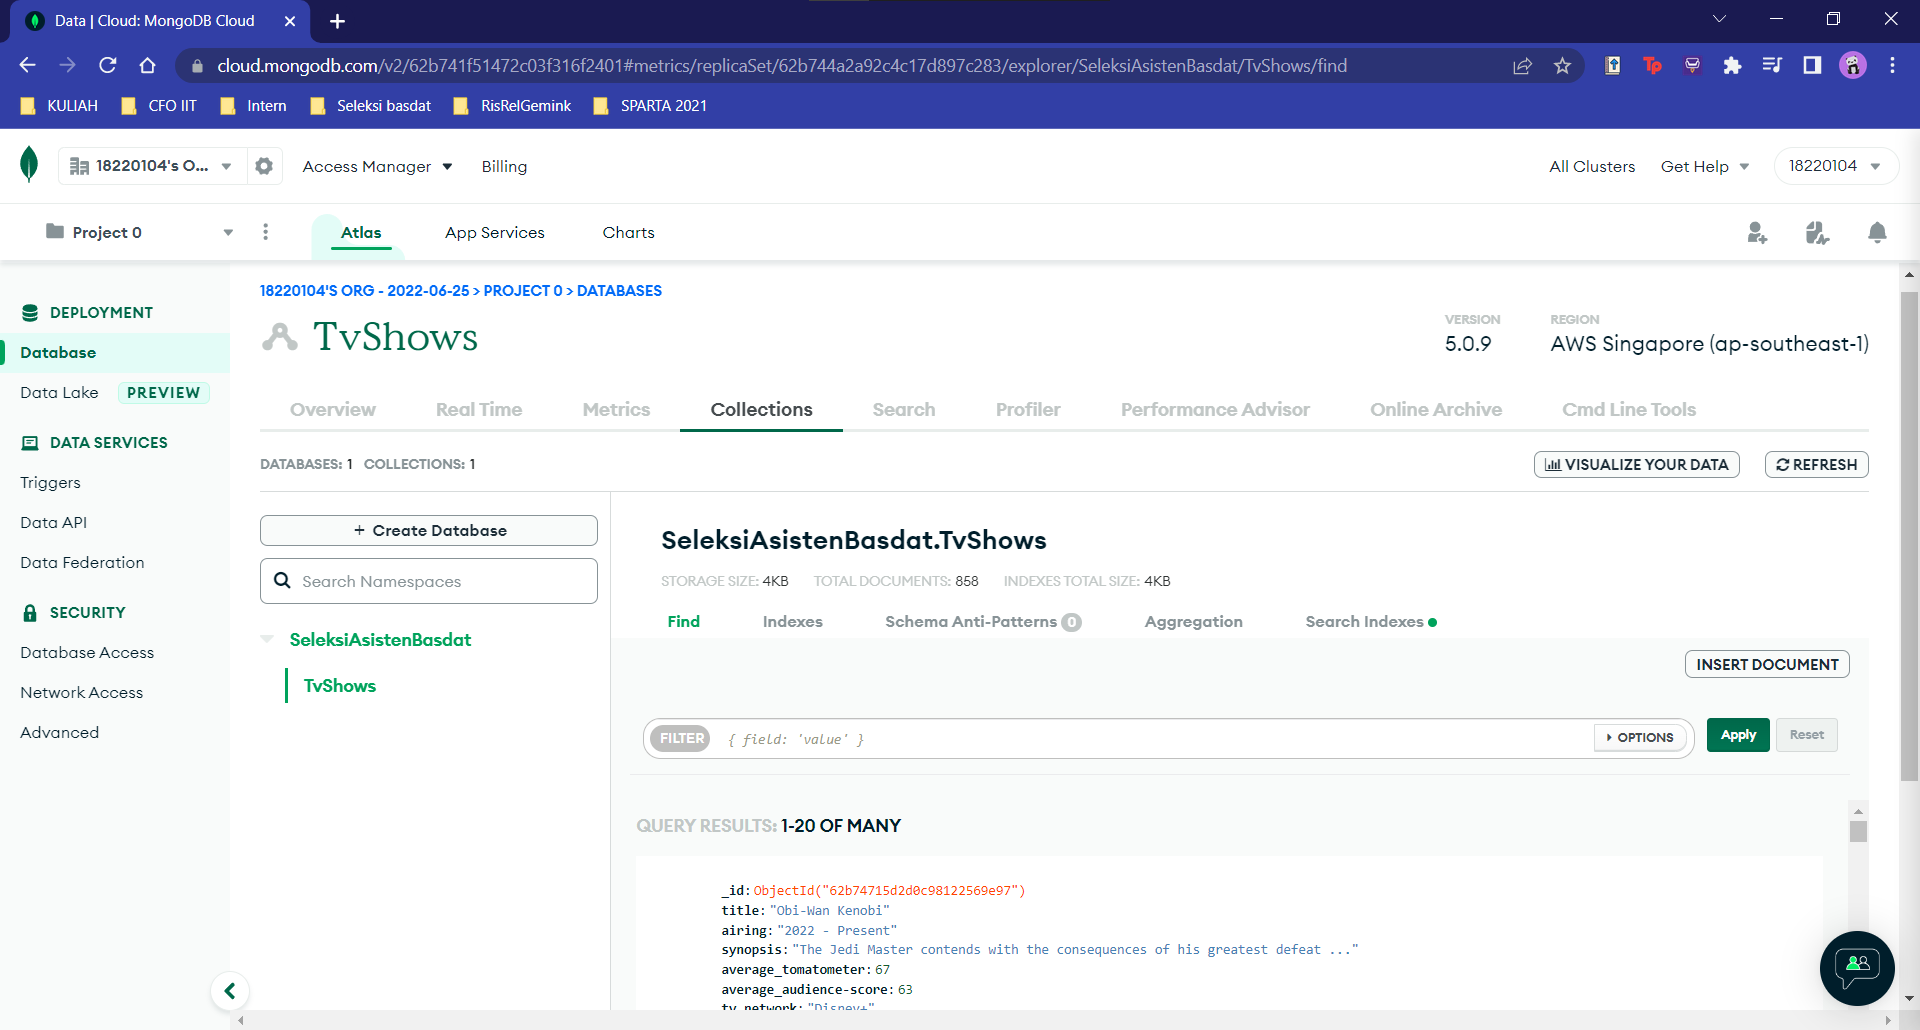 Data | Cloud: MongoDB Cloud
cloud.mongodb.com/v2/62b741f51472c03f316f2401#metrics/replicaSet/62b744a2a92c4c17d897c283/explorer/SeleksiAsistenBasdat/TvShows/find
KULIAH CFO IIT Intern Seleksi basdat RisRelGemink SPARTA 2021
18220104's O... Access Manager Billing All Clusters Get Help 18220104
Project 0 Atlas App Services Charts
18220104'S ORG - 2022-06-25 > PROJECT 0 > DATABASES
DEPLOYMENT
Database
Data Lake PREVIEW
DATA SERVICES
Triggers
Data API
Data Federation
SECURITY
Database Access
Network Access
Advanced
TvShows
VERSION
5.0.9
REGION
AWS Singapore (ap-southeast-1)
Overview Real Time Metrics Collections Search Profiler Performance Advisor Online Archive Cmd Line Tools
DATABASES: 1 COLLECTIONS: 1
VISUALIZE YOUR DATA
REFRESH
+ Create Database
Search Namespaces
SeleksiAsistenBasdat
TvShows
SeleksiAsistenBasdat.TvShows
STORAGE SIZE: 4KB TOTAL DOCUMENTS: 858 INDEXES TOTAL SIZE: 4KB
Find Indexes Schema Anti-Patterns 0 Aggregation Search Indexes
INSERT DOCUMENT
FILTER { field: 'value' } OPTIONS Apply Reset
QUERY RESULTS: 1-20 OF MANY
_id: ObjectId("62b74715d2d0c98122569e97")
title: "Obi-Wan Kenobi"
airing: "2022 - Present"
synopsis: "The Jedi Master contends with the consequences of his greatest defeat ..."
average_tomatometer: 67
average_audience-score: 63
tv_network: "Disney+"